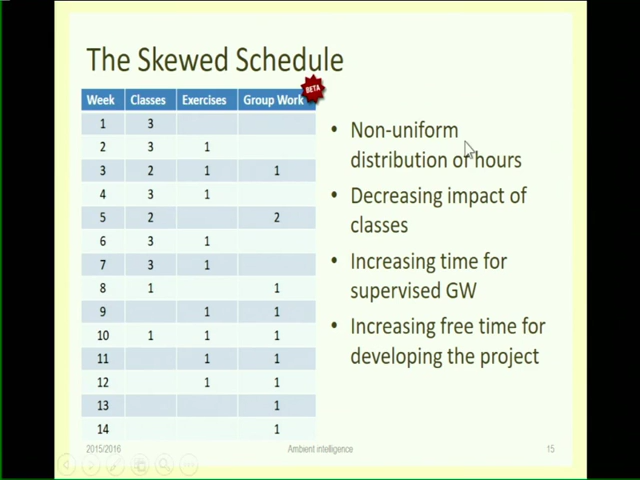 The Skewed Schedule
BETA
Week Classes Exercises Group Work
1 3
2 3 1
3 2 1 1
4 3 1
5 2 2
6 3 1
7 3 1
8 1 1
9 1 1
10 1 1 1
11 1 1
12 1 1
13 1
14 1
• Non-uniform
distribution of hours
• Decreasing impact of
classes
• Increasing time for
supervised GW
• Increasing free time for
developing the project
2015/2016 Ambient intelligence 15